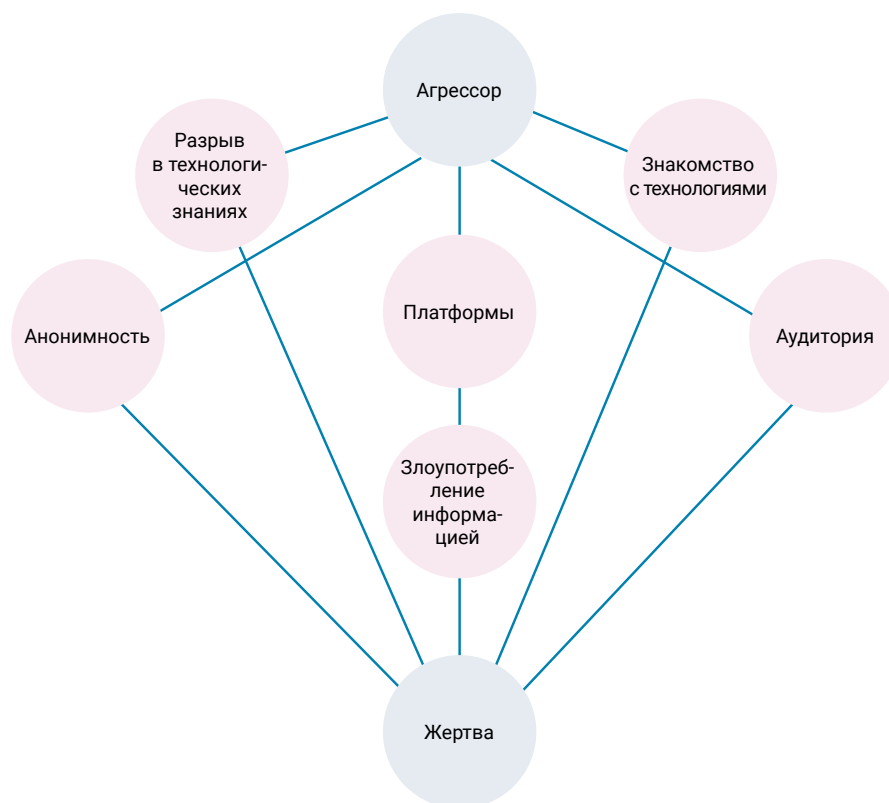 Агрессор
Разрыв
в технологи-
ческих
знаниях
Знакомство
с технологиями
Анонимность
Платформы
Аудитория
Злоупотреб-
ление
информа-
цией
Жертва